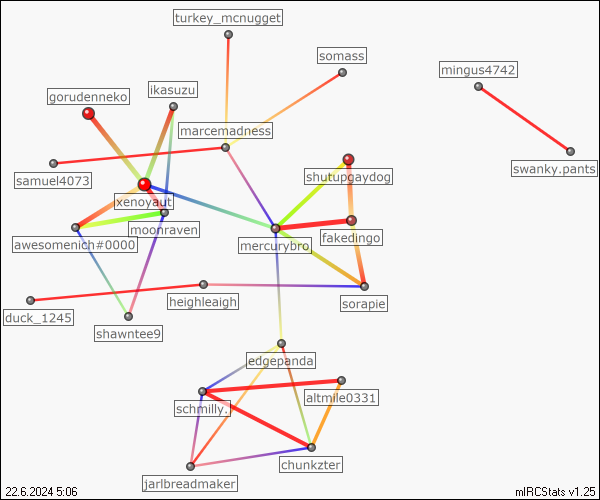 turkey_mcnugget
somass
mingus4742
gorudenneko
ikasuzu
marcemadness
swanky.pants
samuel4073
shutupgaydog
xenoyaut
moonraven
awesomenich#0000
mercurybno
fakedingo
heighleaigh
sorapie
duck_1245
shawntee9
edgepanda
schmilly.
altmile0331
chunkzter
jarlbreadmaker
22.6.2024 5:06
mIRCStats v1.25